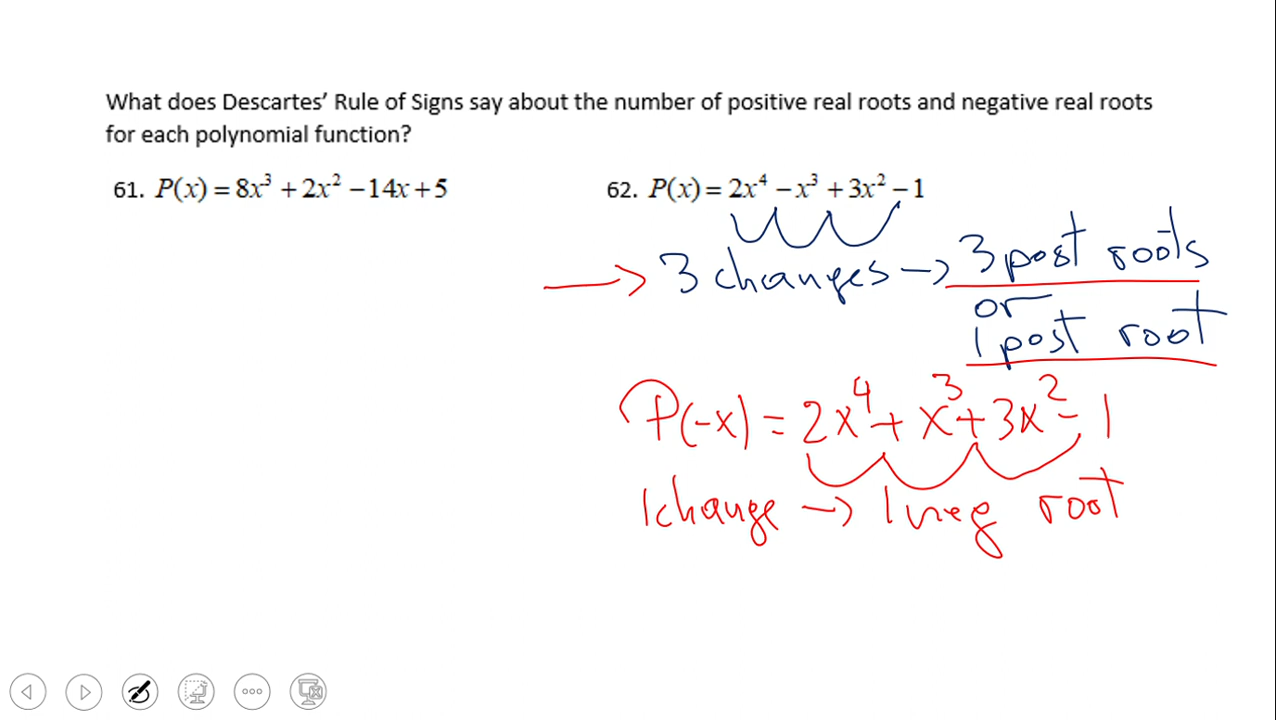 What does Descartes' Rule of Signs say about the number of positive real roots and negative real roots
for each polynomial function?
61. P(x) = 8x³ + 2x² − 14x + 5
62. P(x) = 2x⁴ − x³ + 3x² − 1
→ 3 changes → 3 post roots
or
1 post root
P(-x) = 2x⁴ + x³ + 3x² - 1
1 change → 1 neg root